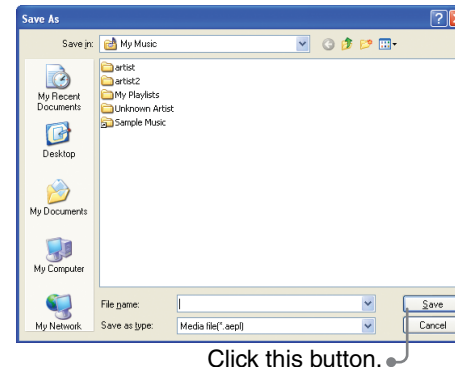 Save As
Save in:
My Music
My Recent
Documents
Desktop
My Documents
My Computer
My Network
artist
artist2
My Playlists
Unknown Artist
Sample Music
File name:
Save
Save as type:
Media file(*.aepl)
Cancel
Click this button.